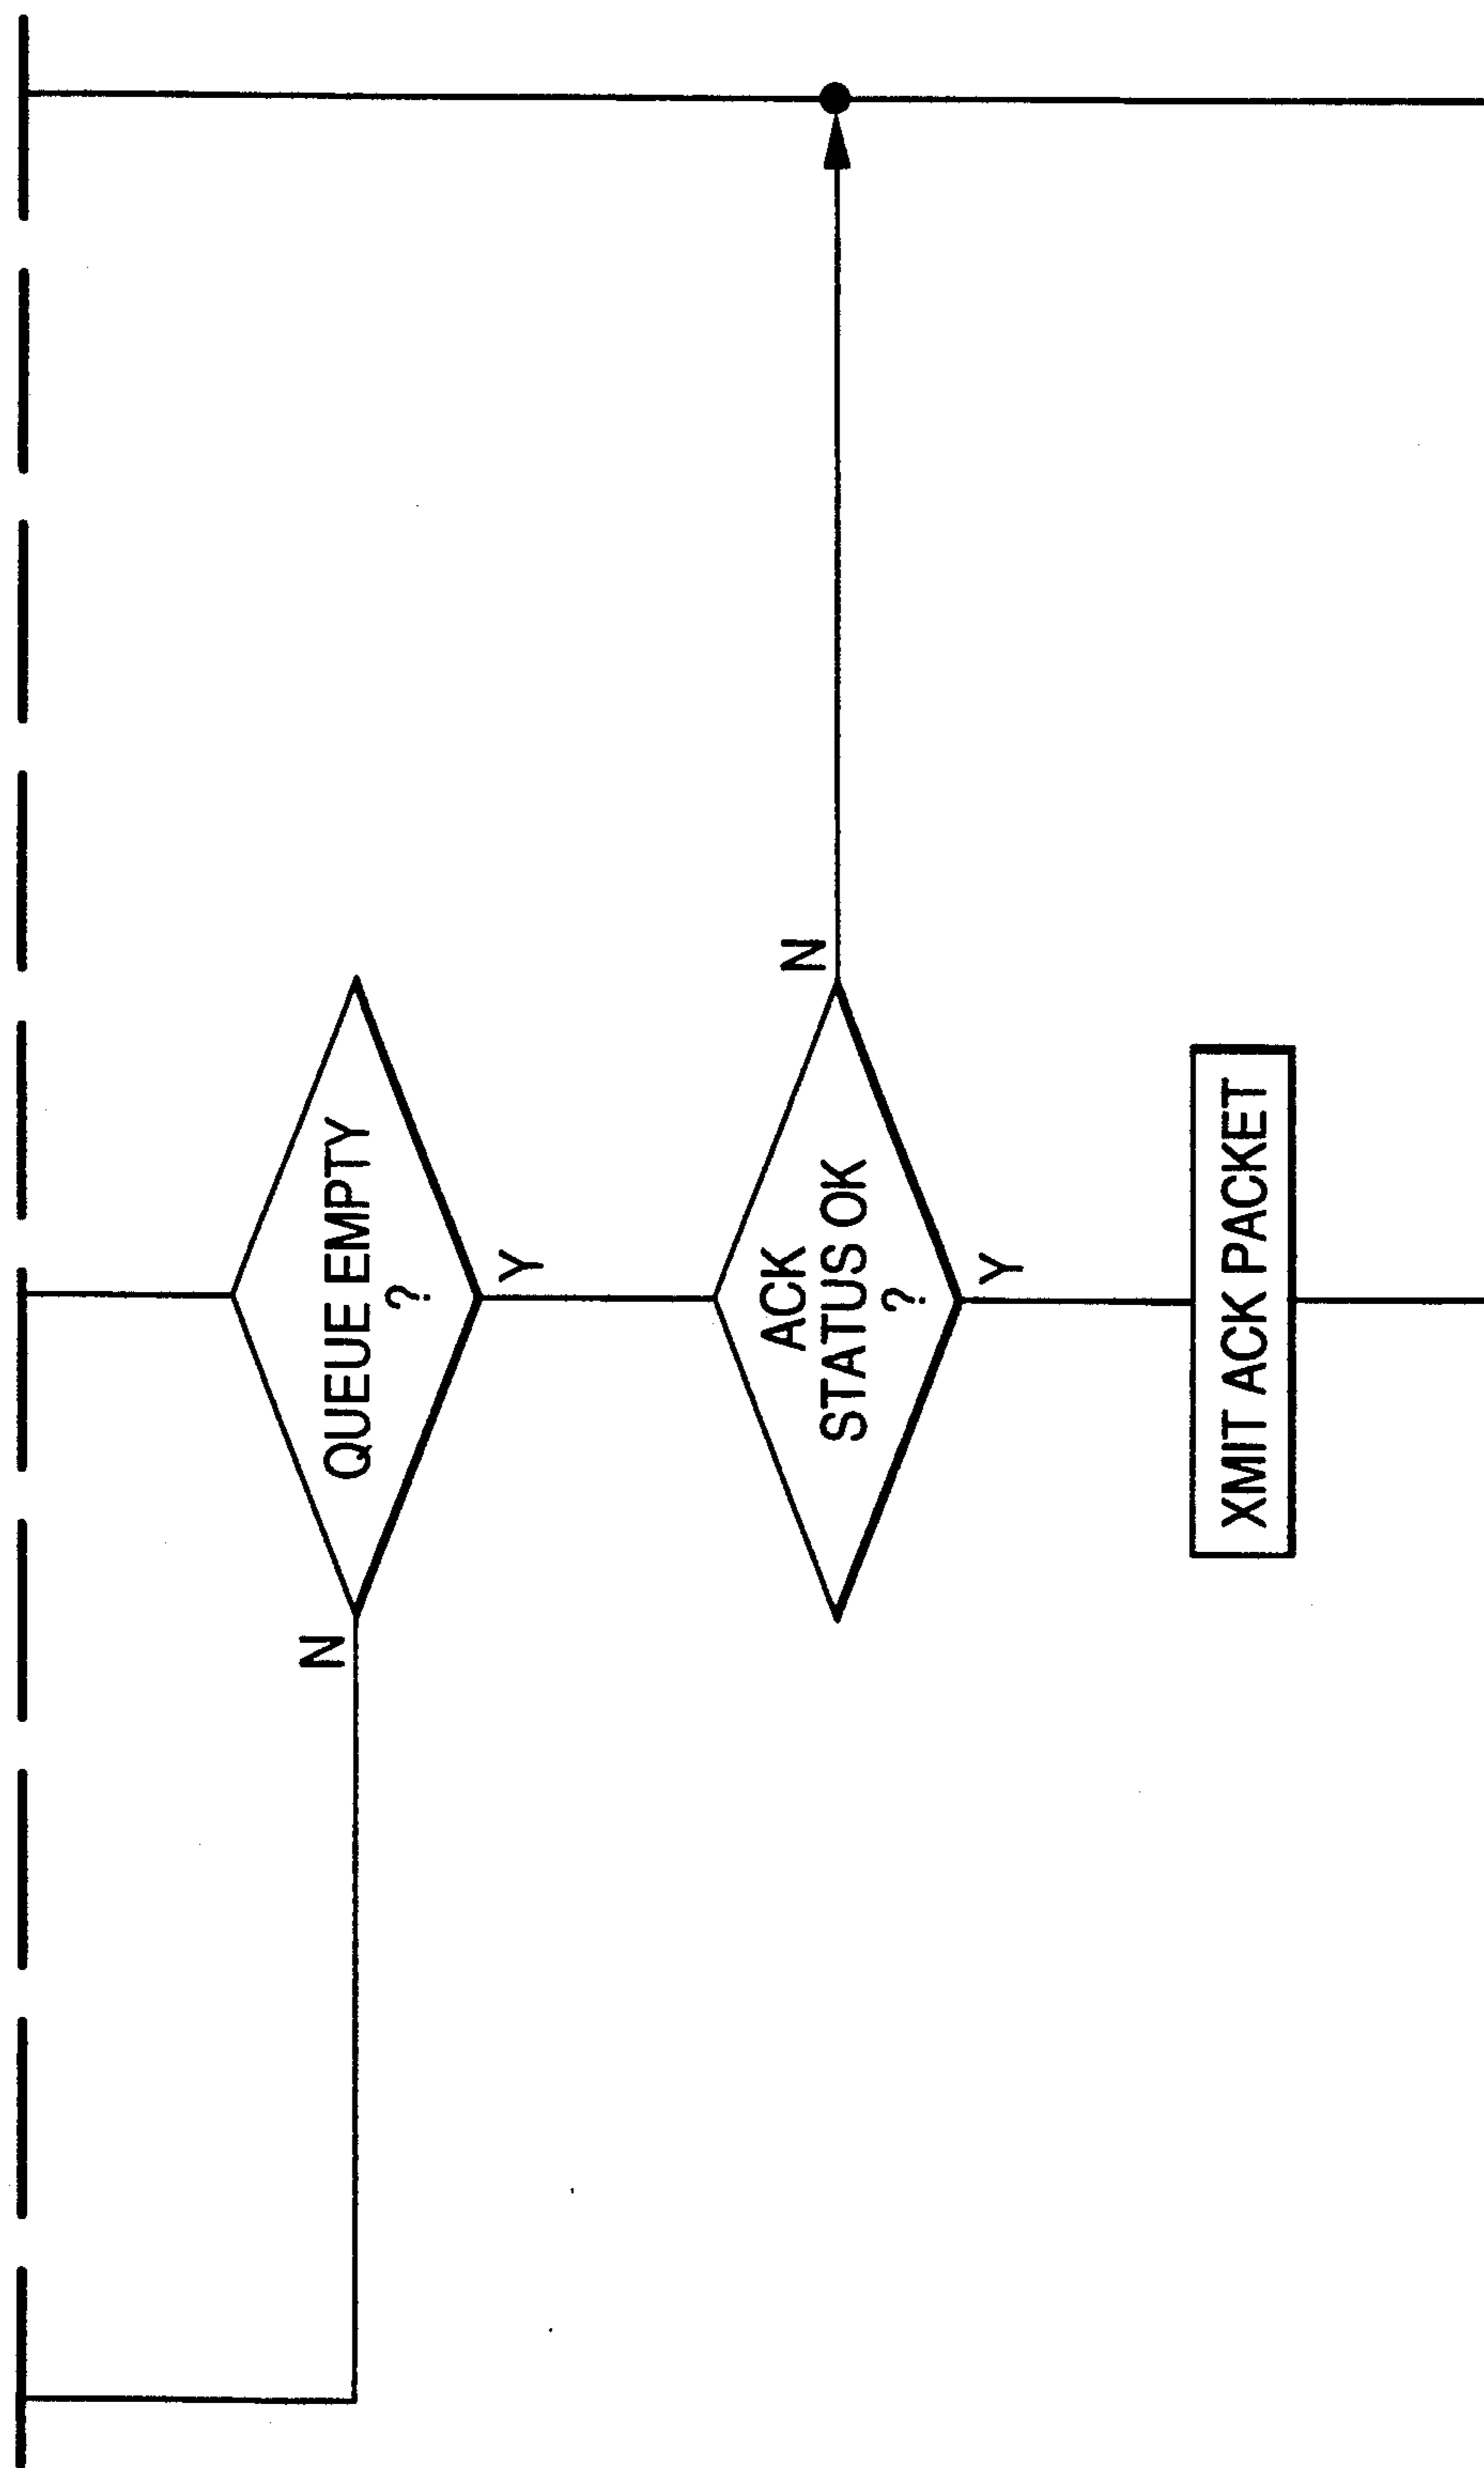 QUEUE EMPTY
?
N
Y
ACK
STATUS OK
?
N
Y
XMIT ACK PACKET